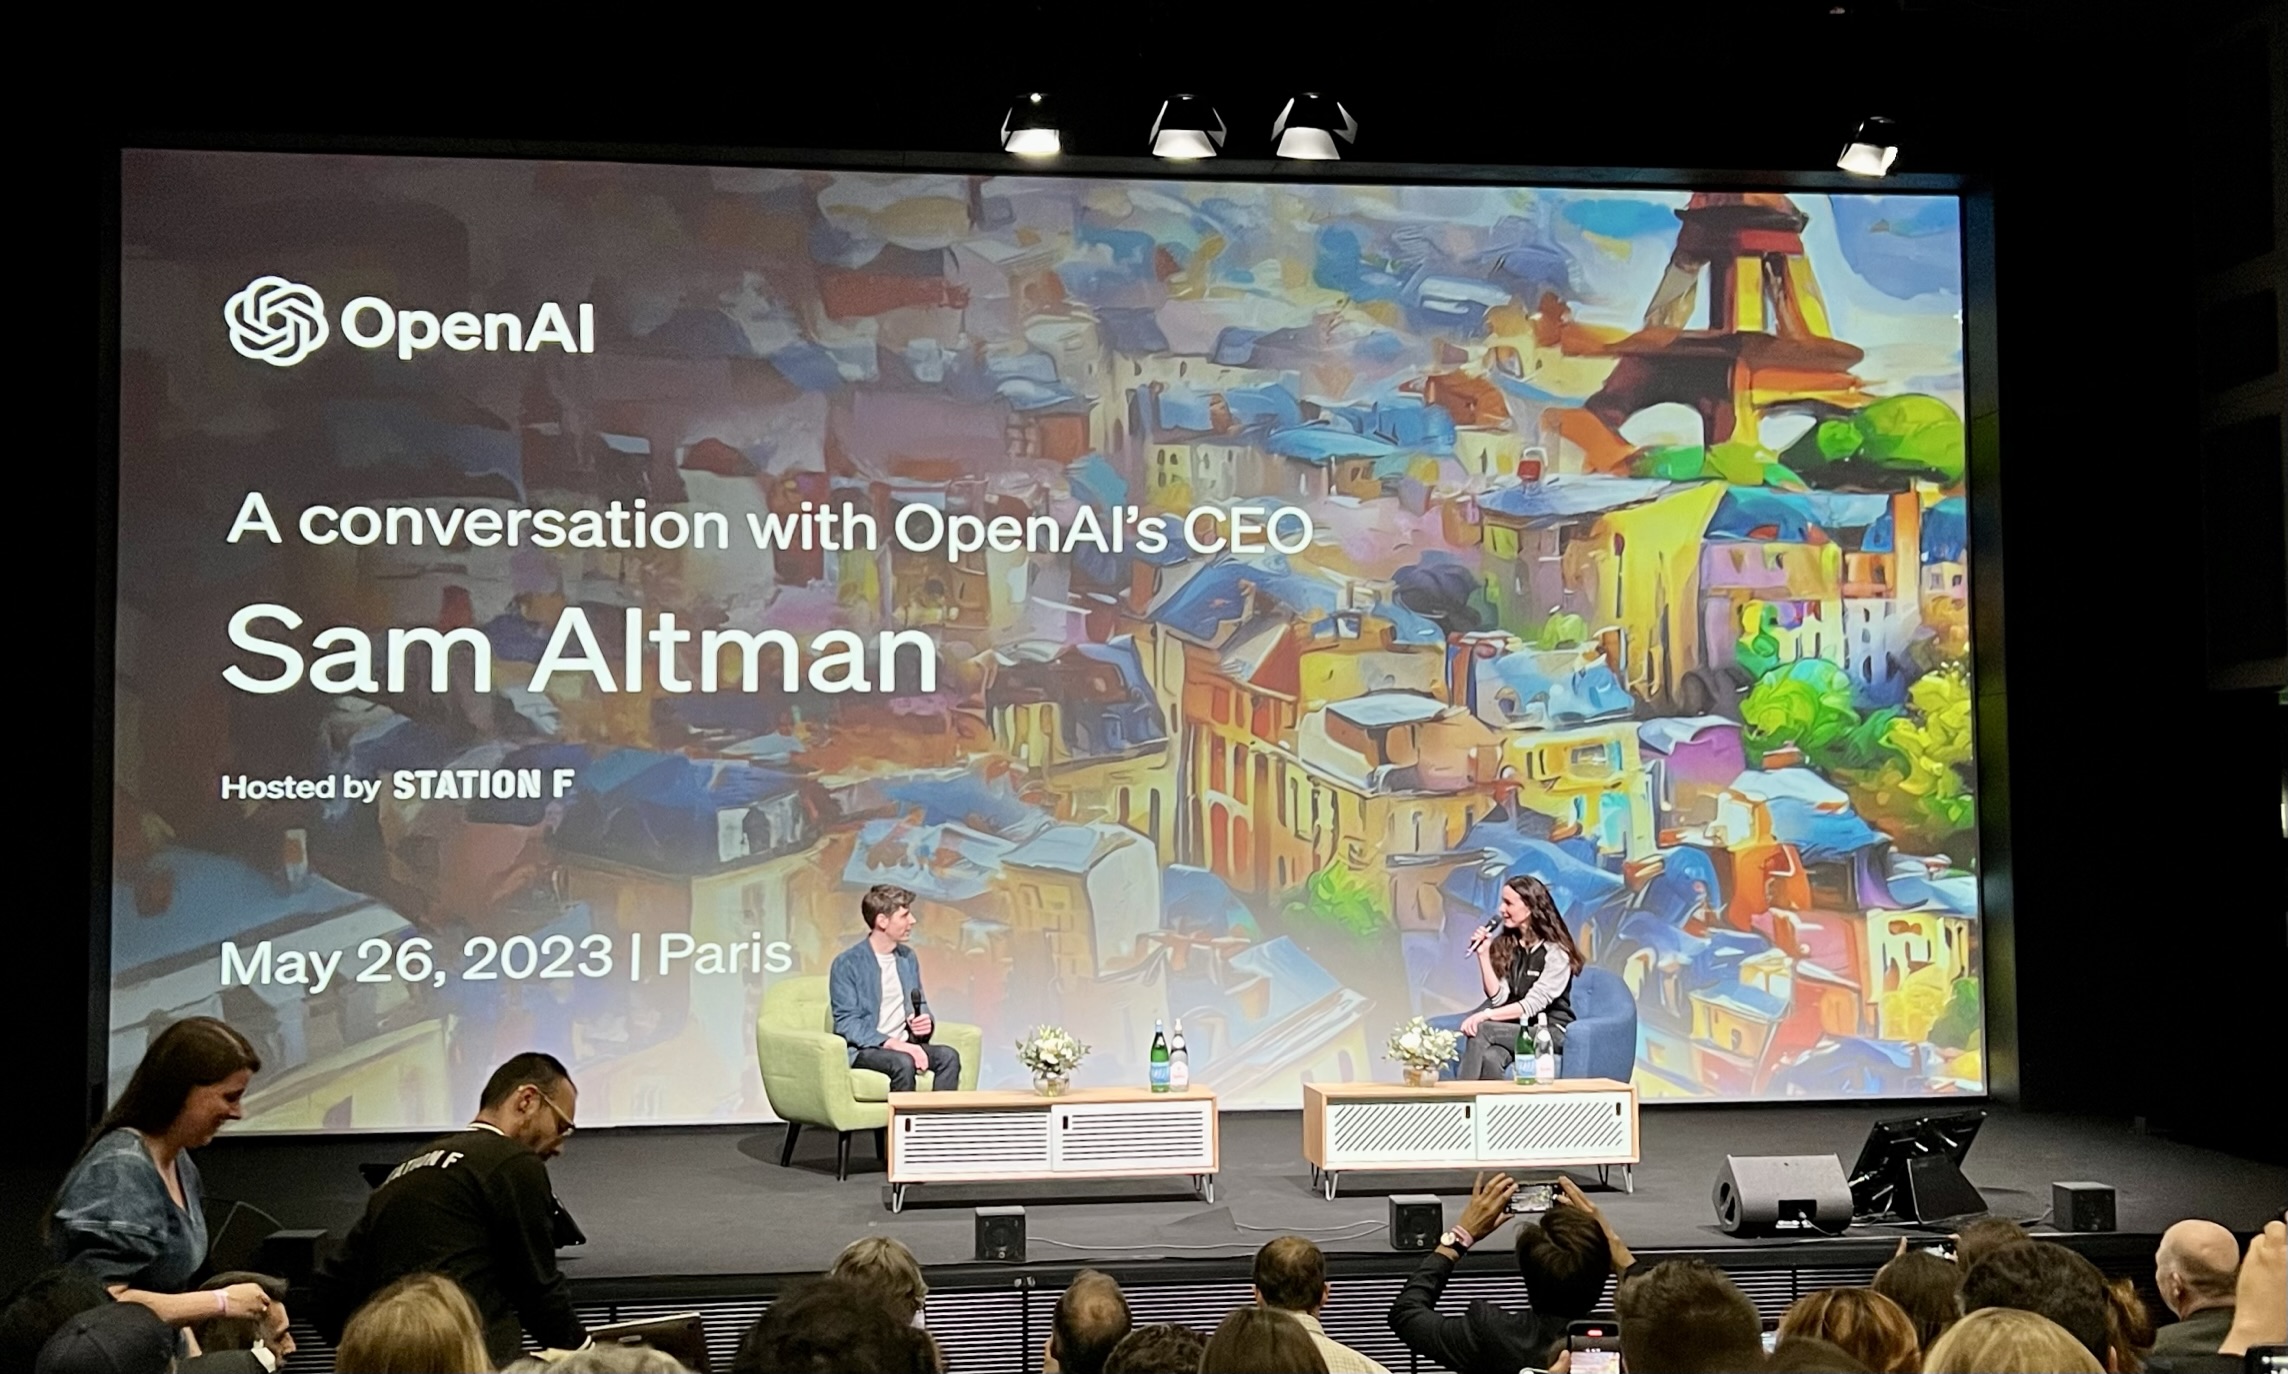 OpenAI
A conversation with OpenAI's CEO
Sam Altman
Hosted by STATION F
May 26, 2023 | Paris